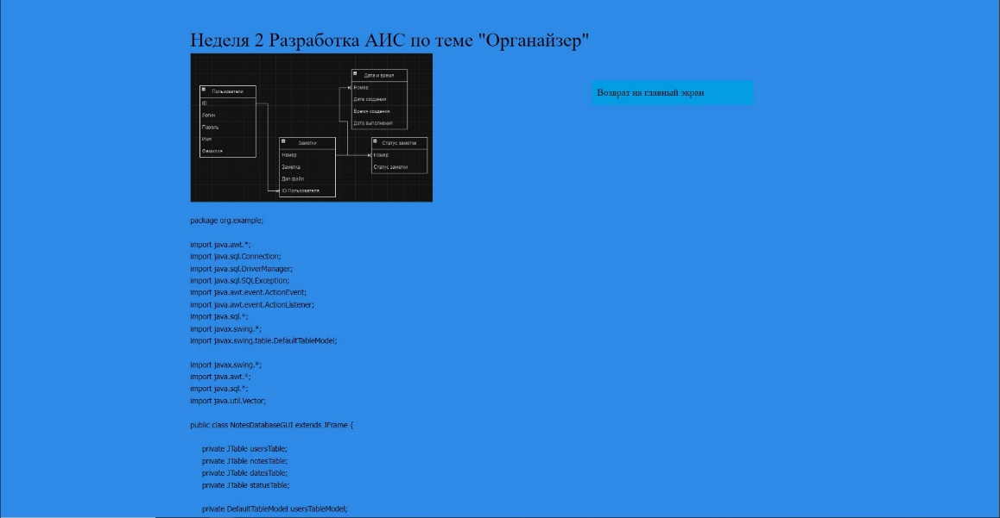 Неделя 2 Разработка АИС по теме "Органайзер"
Возврат на главный экран
Пользователи
ID
Логин
Пароль
Имя
Фамилия
Дата и время
Номер
Дата создания
Время создания
Дата выполнения
Заметки
Номер
Заметка
Доп файл
ID Пользователя
Статус заметки
Номер
Статус заметки
package org.example;
import java.awt.*;
import java.sql.Connection;
import java.sql.DriverManager;
import java.sql.SQLException;
import java.awt.event.ActionEvent;
import java.awt.event.ActionListener;
import java.sql.*;
import javax.swing.*;
import javax.swing.table.DefaultTableModel;
import javax.swing.*;
import java.awt.*;
import java.sql.*;
import java.util.Vector;
public class NotesDatabaseGUI extends JFrame {
private JTable usersTable;
private JTable notesTable;
private JTable datesTable;
private JTable statusTable;
private DefaultTableModel usersTableModel;